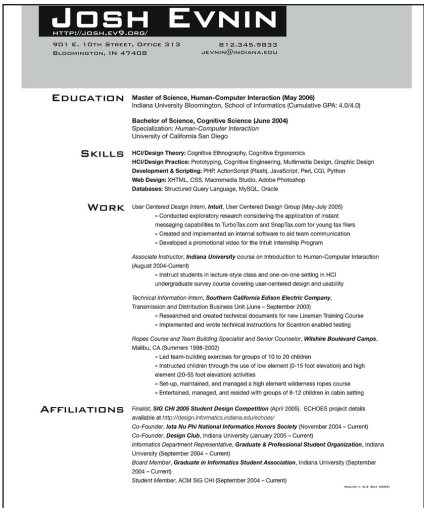 Josh Evnin
http://josh.ev9.org/
901 E. 10th Street, Office 313
812.345.9833
Bloomington, IN 47408
jevnin@indiana.edu
Education
Master of Science, Human-Computer Interaction (May 2006)
Indiana University Bloomington, School of Informatics (Cumulative GPA: 4.0/4.0)
Bachelor of Science, Cognitive Science (June 2004)
Specialization: Human-Computer Interaction
University of California San Diego
Skills
HCI/Design Theory: Cognitive Ethnography, Cognitive Ergonomics
HCI/Design Practice: Prototyping, Cognitive Engineering, Multimedia Design, Graphic Design
Development & Scripting: PHP, ActionScript (Flash), JavaScript, Perl, CGI, Python
Web Design: XHTML, CSS, Macromedia Studio, Adobe Photoshop
Databases: Structured Query Language, MySQL, Oracle
Work
User Centered Design Intern, Intuit, User Centered Design Group (May-July 2005)
~ Conducted exploratory research considering the application of instant
messaging capabilities to TurboTax.com and SnapTax.com for young tax filers
~ Created and implemented an internal software to aid team communication
~ Developed a promotional video for the Intuit Internship Program
Associate Instructor, Indiana University course on Introduction to Human-Computer Interaction
(August 2004-Current)
~ Instruct students in lecture-style class and one-on-one setting in HCI
undergraduate survey course covering user-centered design and usability
Technical Information Intern, Southern California Edison Electric Company,
Transmission and Distribution Business Unit (June – September 2003)
~ Researched and created technical documents for new Lineman Training Course
~ Implemented and wrote technical instructions for Scantron enabled testing
Ropes Course and Team Building Specialist and Senior Counselor, Wilshire Boulevard Camps,
Malibu, CA (Summers 1998-2002)
~ Led team-building exercises for groups of 10 to 20 children
~ Instructed children through the use of low element (0-15 foot elevation) and high
element (20-55 foot elevation) activities
~ Set-up, maintained, and managed a high element wilderness ropes course
~ Entertained, managed, and resided with groups of 8-12 children in cabin setting
Affiliations
Finalist, SIG CHI 2005 Student Design Competition (April 2005). ECHOES project details
available at http://design.informatics.indiana.edu/echoes/
Co-Founder, Iota Nu Phi National Informatics Honors Society (November 2004 – Current)
Co-Founder, Design Club, Indiana University (January 2005 – Current)
Informatics Department Representative, Graduate & Professional Student Organization, Indiana
University (September 2004 – Current)
Board Member, Graduate in Informatics Student Association, Indiana University (September
2004 – Current)
Student Member, ACM SIG CHI (September 2004 – Current)